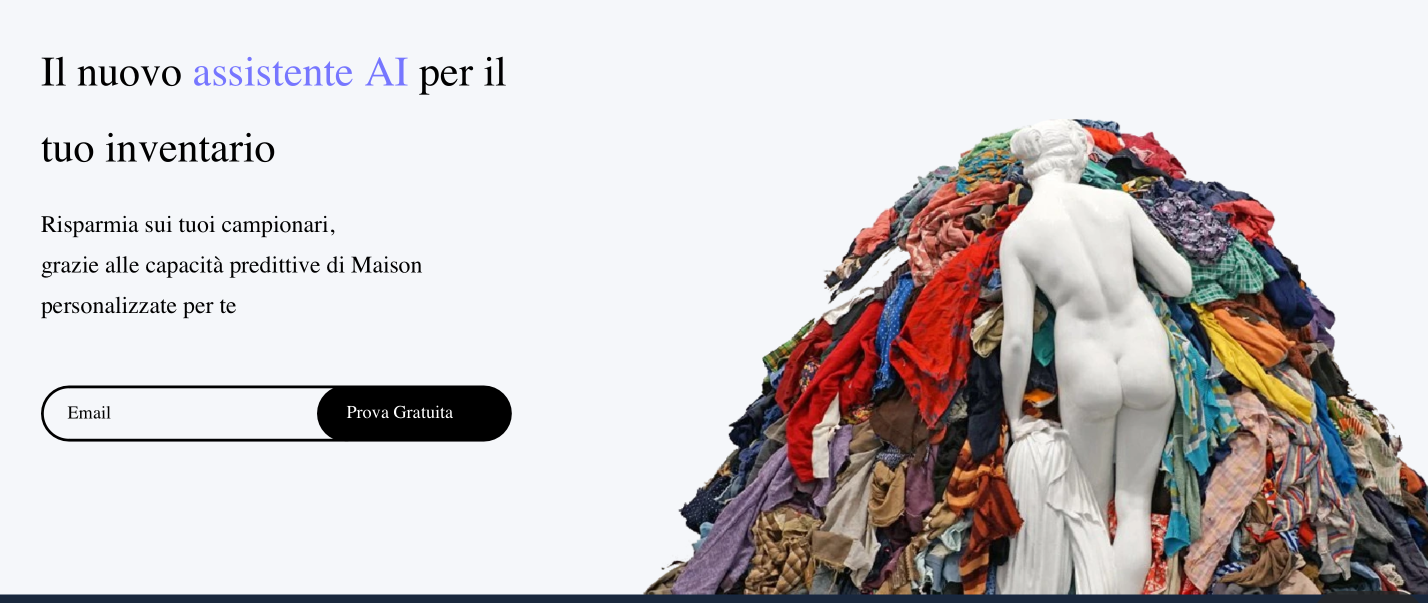 Il nuovo assistente AI per il
tuo inventario
Risparmia sui tuoi campionari,
grazie alle capacità predittive di Maison
personalizzate per te
Email
Prova Gratuita